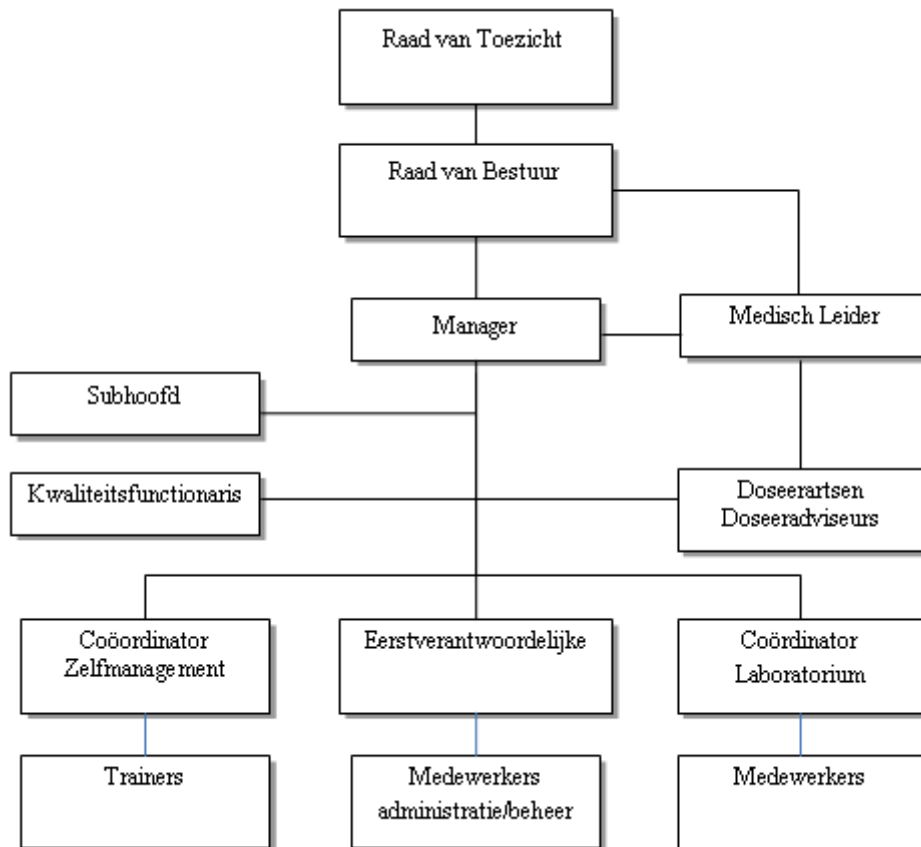 Raad van Toezicht
Raad van Bestuur
Manager
Medisch Leider
Subhoofd
Kwaliteitsfunctionaris
Doseerartsen
Doseeradviseurs
Coöordinator
Zelfmanagement
Eerstverantwoordelijke
Coördinator
Laboratorium
Trainers
Medewerkers
administratie/beheer
Medewerkers